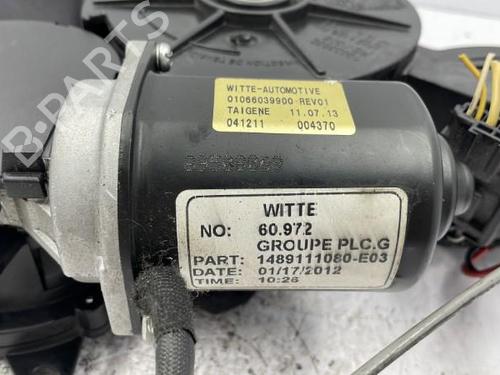 B-PARTS
WITTE-AUTOMOTIVE
01066039900-REV01
TAIGENE 11.07.13
041211 004370
WITTE
NO: 60.972
GROUPE PLC.G
PART: 1489111080-E03
DATE: 01/17/2012
TIME: 10:26